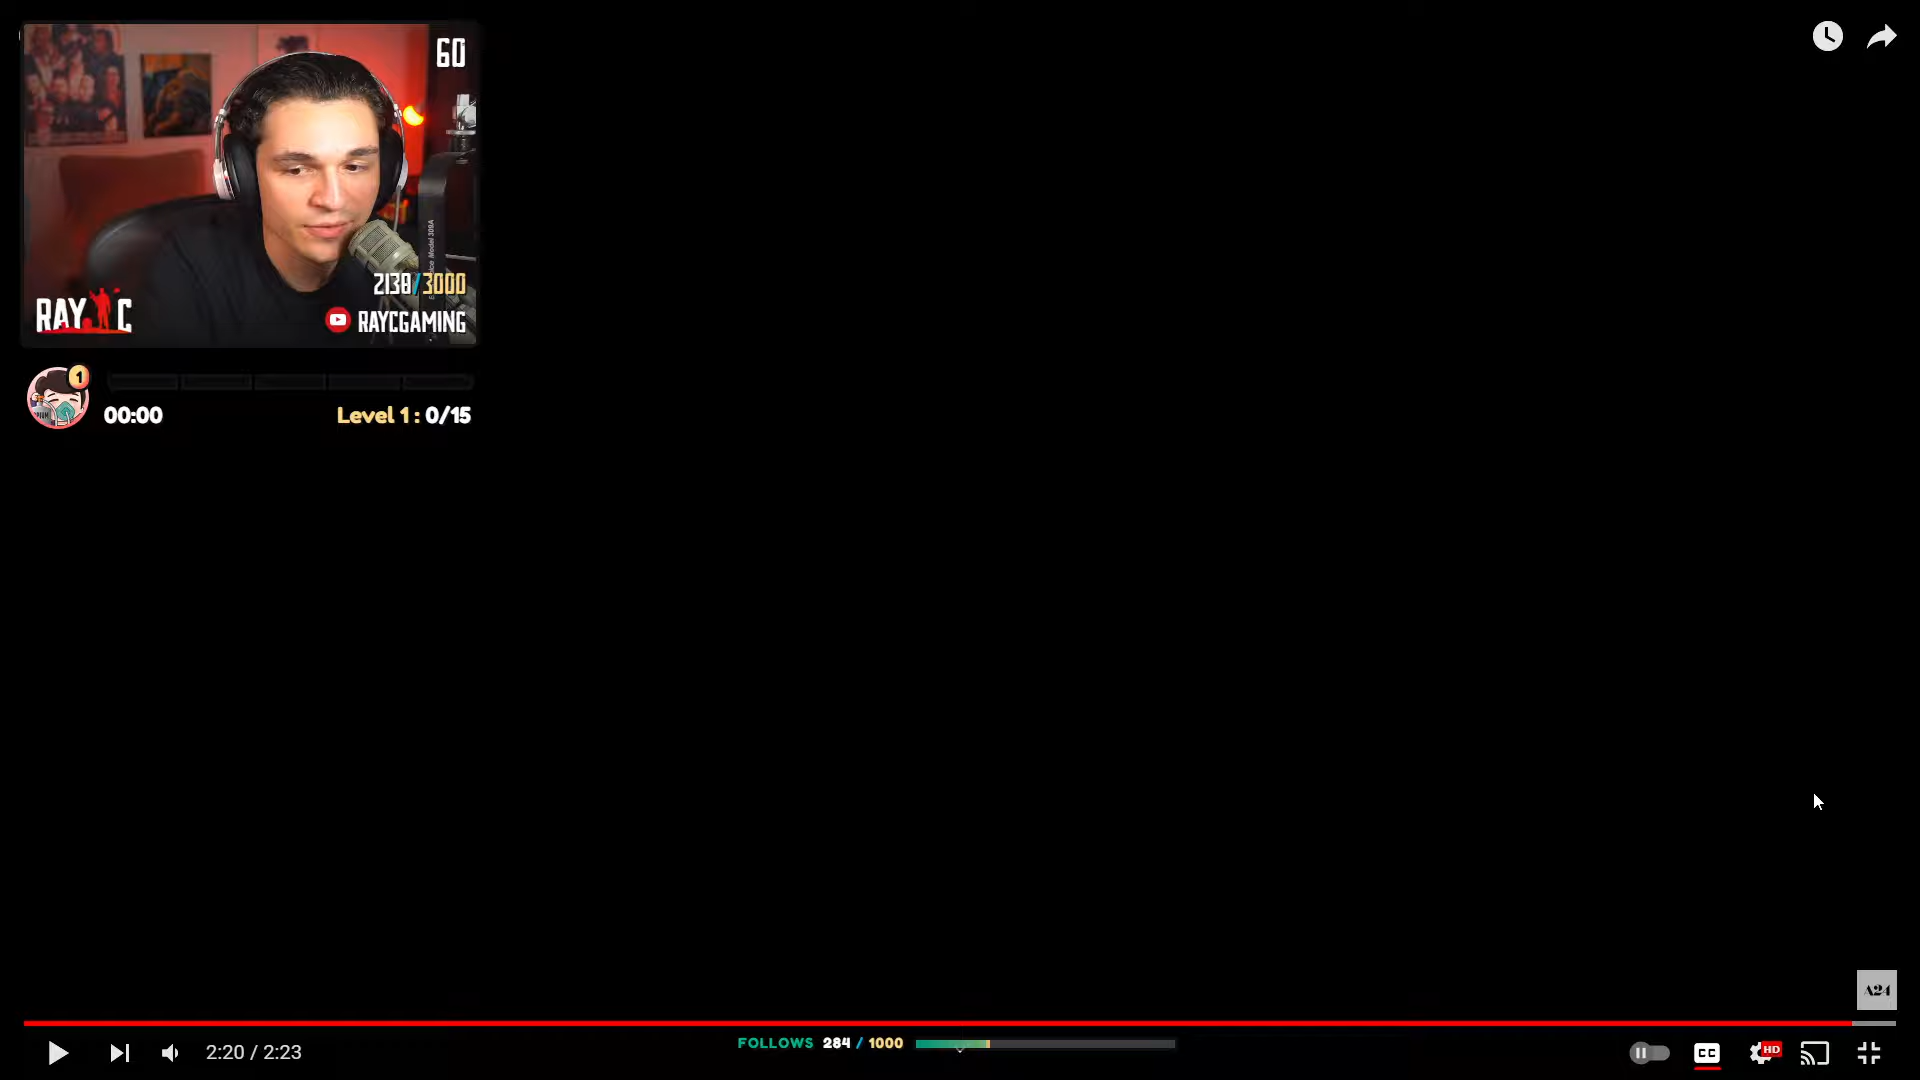 60
2138/3000
RAY C
RAYCGAMING
1
00:00
Level 1 : 0/15
A24
FOLLOWS 284 / 1000
2:20 / 2:23
CC
HD